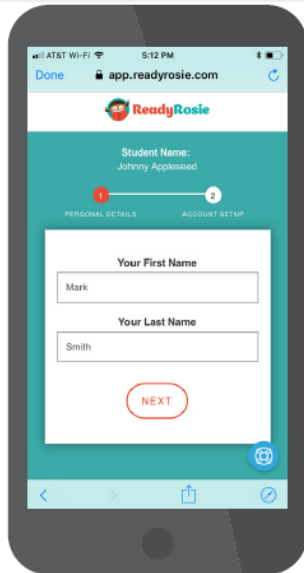 AT&T Wi-Fi 5:12 PM
Done app.readyrosie.com
ReadyRosie
Student Name:
Johnny Appleseed
1 2
PERSONAL DETAILS ACCOUNT SETUP
Your First Name
Mark
Your Last Name
Smith
NEXT